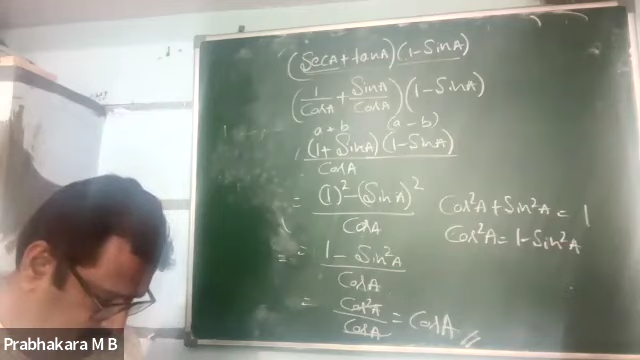 (SecA + tanA) (1 - SinA)
(1/CosA + SinA/CosA) (1 - SinA)
a + b (a - b)
(1 + SinA) (1 - SinA)
CosA
= (1)² - (SinA)²
CosA
Cos²A + Sin²A = 1
Cos²A = 1 - Sin²A
= 1 - Sin²A
CosA
= Cos²A/CosA = CosA
Prabhakara M B